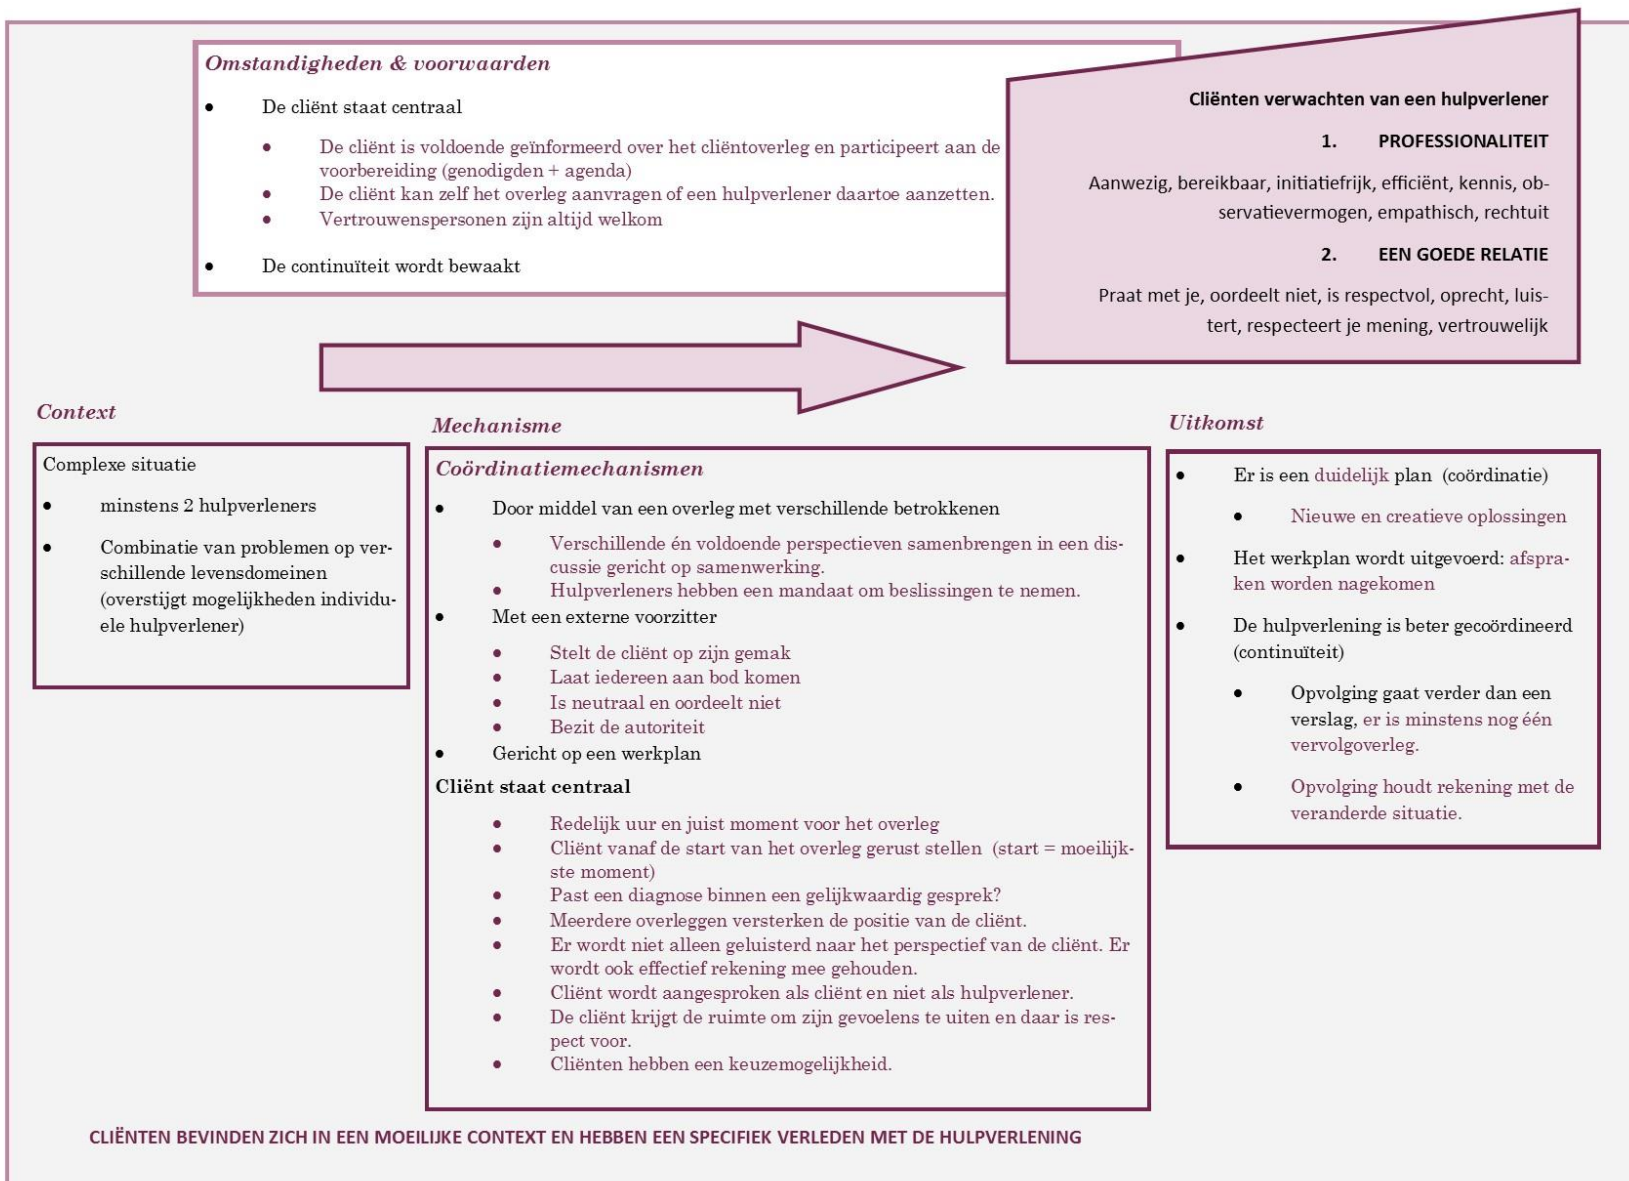 Omstandigheden & voorwaarden
• De cliënt staat centraal
• De cliënt is voldoende geïnformeerd over het cliëntoverleg en participeert aan de
voorbereiding (genodigden + agenda)
• De cliënt kan zelf het overleg aanvragen of een hulpverlener daartoe aanzetten.
• Vertrouwenspersonen zijn altijd welkom
• De continuïteit wordt bewaakt
Cliënten verwachten van een hulpverlener
1. PROFESSIONALITEIT
Aanwezig, bereikbaar, initiatiefrijk, efficiënt, kennis, ob-
servatievermogen, empathisch, rechtuit
2. EEN GOEDE RELATIE
Praat met je, oordeelt niet, is respectvol, oprecht, luis-
tert, respecteert je mening, vertrouwelijk
Context
Complexe situatie
• minstens 2 hulpverleners
• Combinatie van problemen op ver-
schillende levensdomeinen
(overstijgt mogelijkheden individu-
ele hulpverlener)
Mechanisme
Coördinatiemechanismen
• Door middel van een overleg met verschillende betrokkenen
• Verschillende én voldoende perspectieven samenbrengen in een dis-
cussie gericht op samenwerking.
• Hulpverleners hebben een mandaat om beslissingen te nemen.
• Met een externe voorzitter
• Stelt de cliënt op zijn gemak
• Laat iedereen aan bod komen
• Is neutraal en oordeelt niet
• Bezit de autoriteit
• Gericht op een werkplan
Cliënt staat centraal
• Redelijk uur en juist moment voor het overleg
• Cliënt vanaf de start van het overleg gerust stellen (start = moeilijk-
ste moment)
• Past een diagnose binnen een gelijkwaardig gesprek?
• Meerdere overleggen versterken de positie van de cliënt.
• Er wordt niet alleen geluisterd naar het perspectief van de cliënt. Er
wordt ook effectief rekening mee gehouden.
• Cliënt wordt aangesproken als cliënt en niet als hulpverlener.
• De cliënt krijgt de ruimte om zijn gevoelens te uiten en daar is res-
pect voor.
• Cliënten hebben een keuzemogelijkheid.
Uitkomst
• Er is een duidelijk plan (coördinatie)
• Nieuwe en creatieve oplossingen
• Het werkplan wordt uitgevoerd: afspra-
ken worden nagekomen
• De hulpverlening is beter gecoördineerd
(continuïteit)
• Opvolging gaat verder dan een
verslag, er is minstens nog één
vervolgoverleg.
• Opvolging houdt rekening met de
veranderde situatie.
CLIËNTEN BEVINDEN ZICH IN EEN MOEILIJKE CONTEXT EN HEBBEN EEN SPECIFIEK VERLEDEN MET DE HULPVERLENING